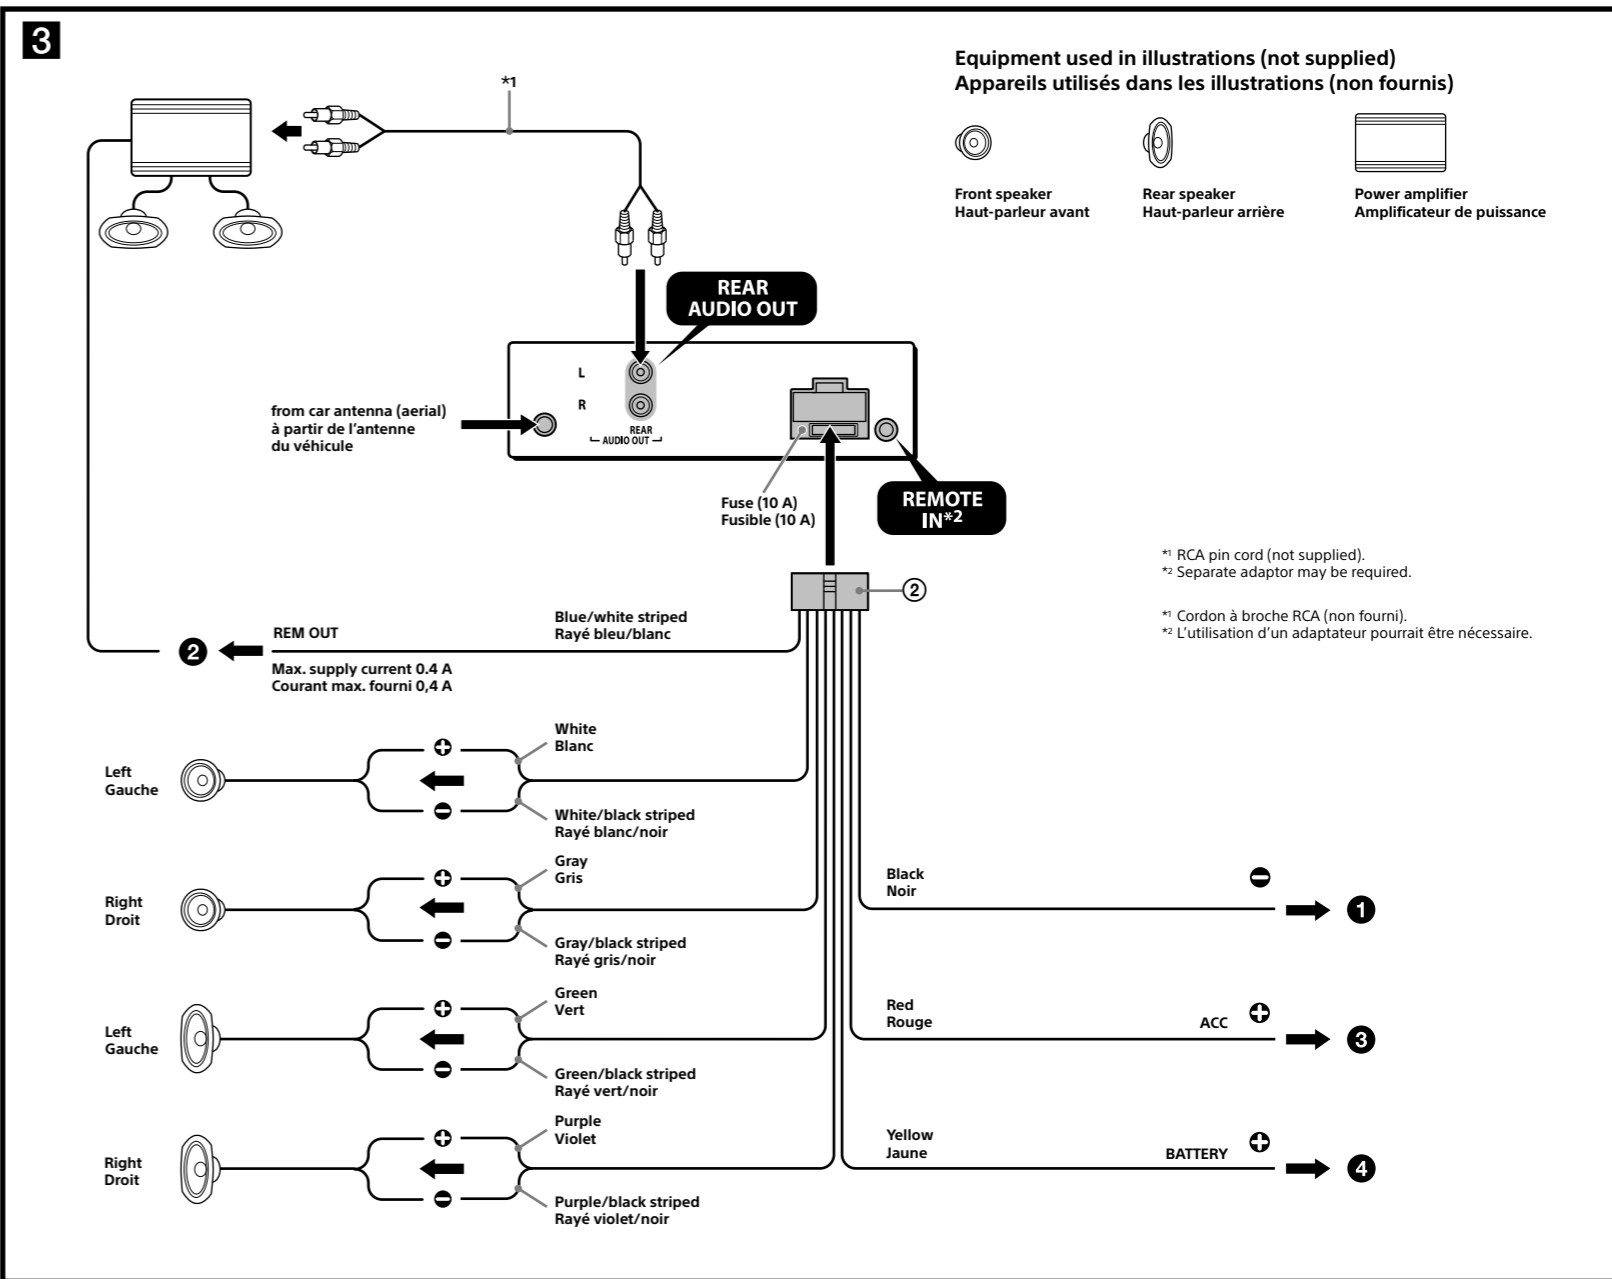 3
Equipment used in illustrations (not supplied)
Appareils utilisés dans les illustrations (non fournis)
Front speaker
Haut-parleur avant
Rear speaker
Haut-parleur arrière
Power amplifier
Amplificateur de puissance
*1
REAR
AUDIO OUT
L
R
REAR
AUDIO OUT
from car antenna (aerial)
à partir de l'antenne
du véhicule
Fuse (10 A)
Fusible (10 A)
REMOTE
IN*2
*1 RCA pin cord (not supplied).
*2 Separate adaptor may be required.
*1 Cordon à broche RCA (non fourni).
*2 L'utilisation d'un adaptateur pourrait être nécessaire.
②
Blue/white striped
Rayé bleu/blanc
REM OUT
❷
Max. supply current 0.4 A
Courant max. fourni 0,4 A
White
Blanc
+
Left
Gauche
−
White/black striped
Rayé blanc/noir
Gray
Gris
+
Right
Droit
−
Gray/black striped
Rayé gris/noir
Green
Vert
+
Left
Gauche
−
Green/black striped
Rayé vert/noir
Purple
Violet
+
Right
Droit
−
Purple/black striped
Rayé violet/noir
Black
Noir
−
❶
Red
Rouge
ACC +
❸
Yellow
Jaune
BATTERY +
❹